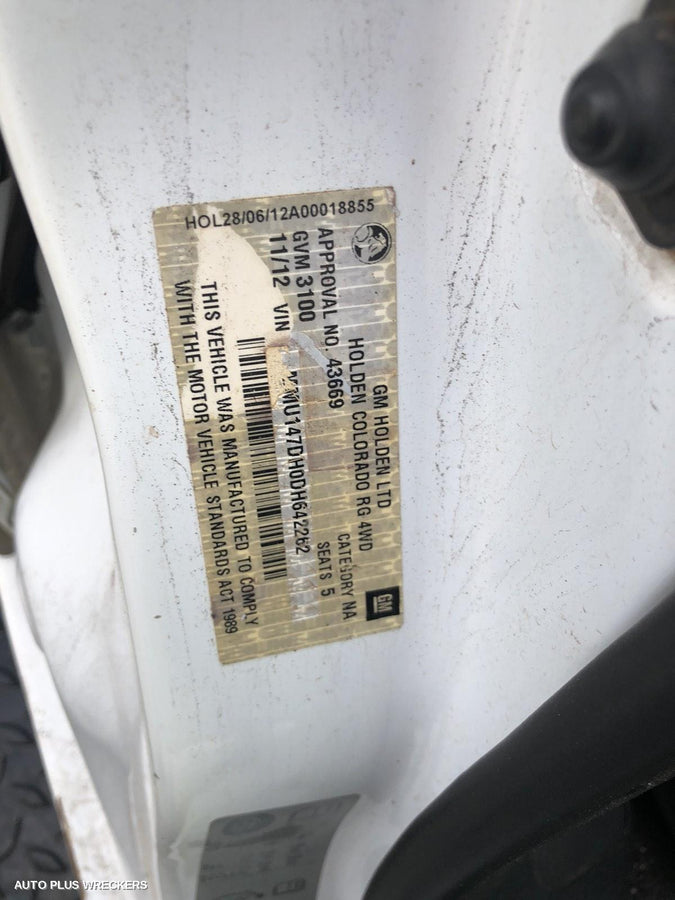 HOL28/06/12A00018855
GM HOLDEN LTD
HOLDEN COLORADO RG 4WD
APPROVAL NO. 43669 CATEGORY NA
GVM 3100 SEATS 5
11/12 VIN MU147DH0DH642262
THIS VEHICLE WAS MANUFACTURED TO COMPLY
WITH THE MOTOR VEHICLE STANDARDS ACT 1989
GM
AUTO PLUS WRECKERS